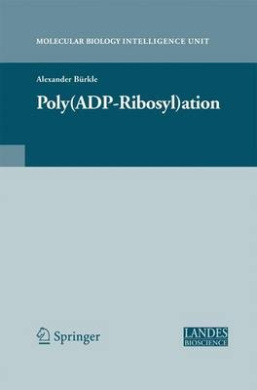 MOLECULAR BIOLOGY INTELLIGENCE UNIT
Alexander Bürkle
Poly(ADP-Ribosyl)ation
Springer
LANDES
BIOSCIENCE